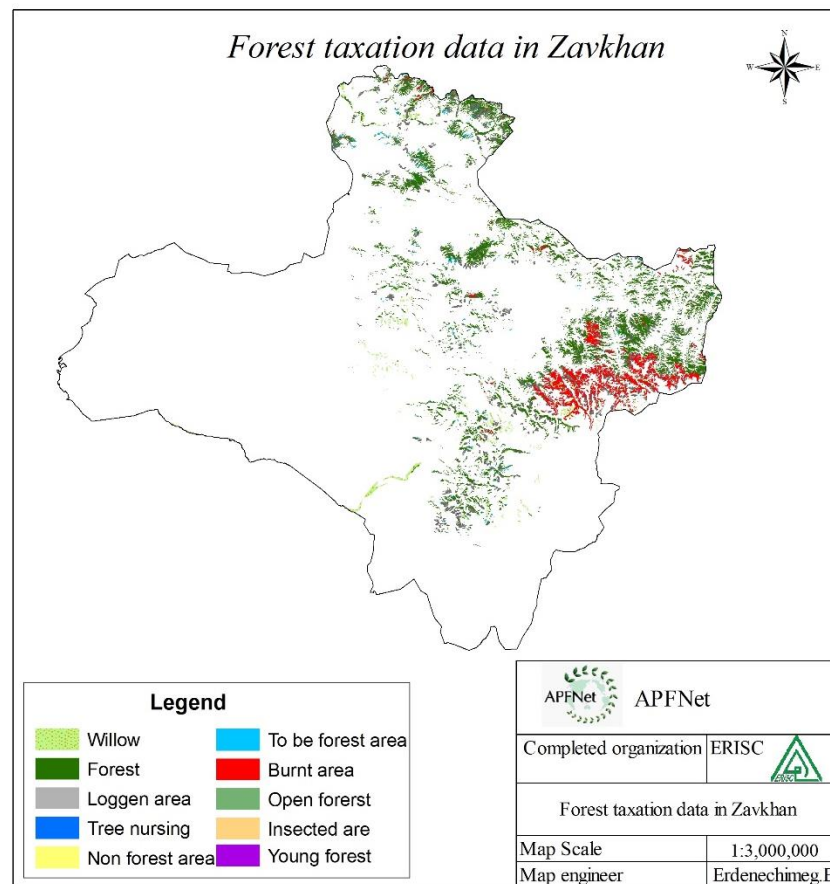 Forest taxation data in Zavkhan
N
W
E
S
Legend
Willow
Forest
Loggen area
Tree nursing
Non forest area
To be forest area
Burnt area
Open forerst
Insected are
Young forest
APFNet
APFNet
Completed organization
ERISC
ERISC
Forest taxation data in Zavkhan
Map Scale
1:3,000,000
Map engineer